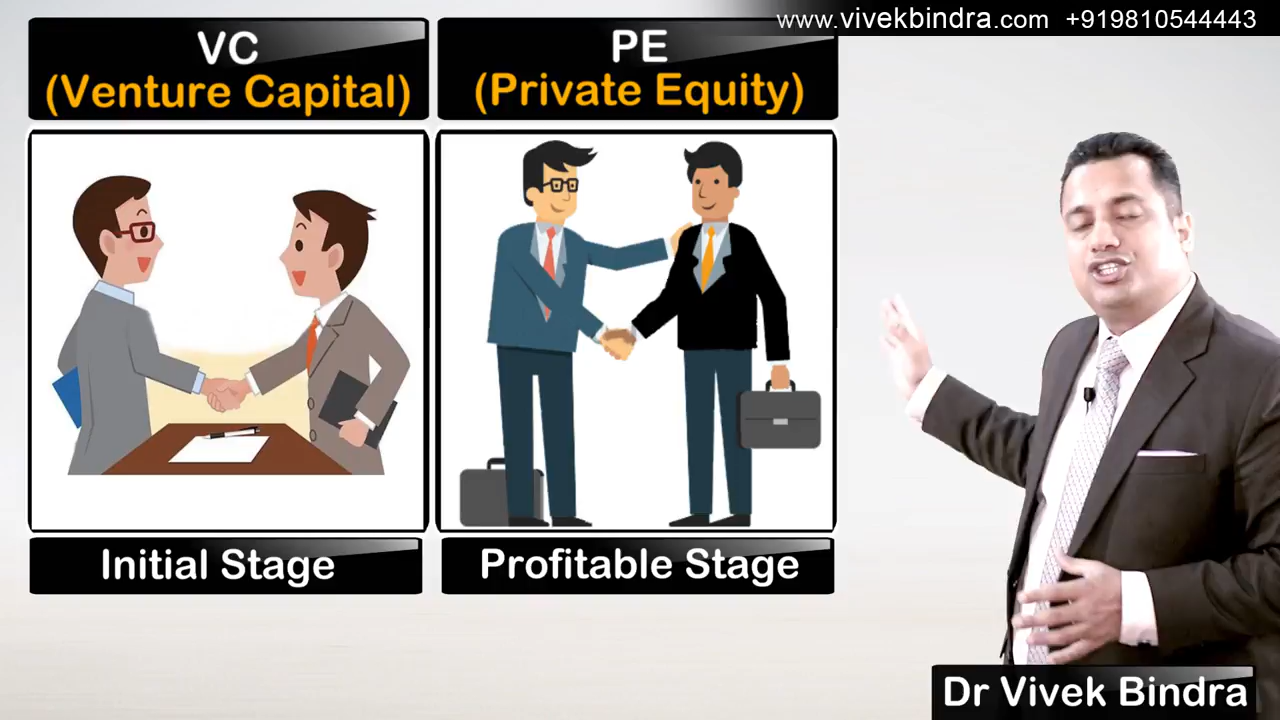 www.vivekbindra.com +919810544443
VC
(Venture Capital)
PE
(Private Equity)
Initial Stage
Profitable Stage
Dr Vivek Bindra